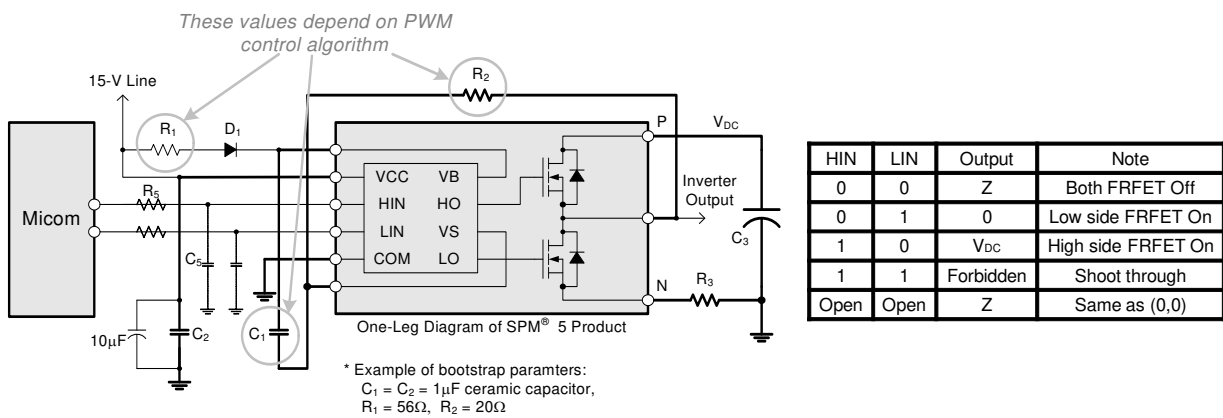 These values depend on PWM
control algorithm
R2
15-V Line
R1
D1
P
VDC
VCC VB
HIN HO
LIN VS
COM LO
Micom
R5
C5
Inverter
Output
C3
N
R3
10μF
C2
C1
One-Leg Diagram of SPM® 5 Product
* Example of bootstrap paramters:
C1 = C2 = 1μF ceramic capacitor,
R1 = 56Ω, R2 = 20Ω
HIN LIN Output Note
0 0 Z Both FRFET Off
0 1 0 Low side FRFET On
1 0 VDC High side FRFET On
1 1 Forbidden Shoot through
Open Open Z Same as (0,0)